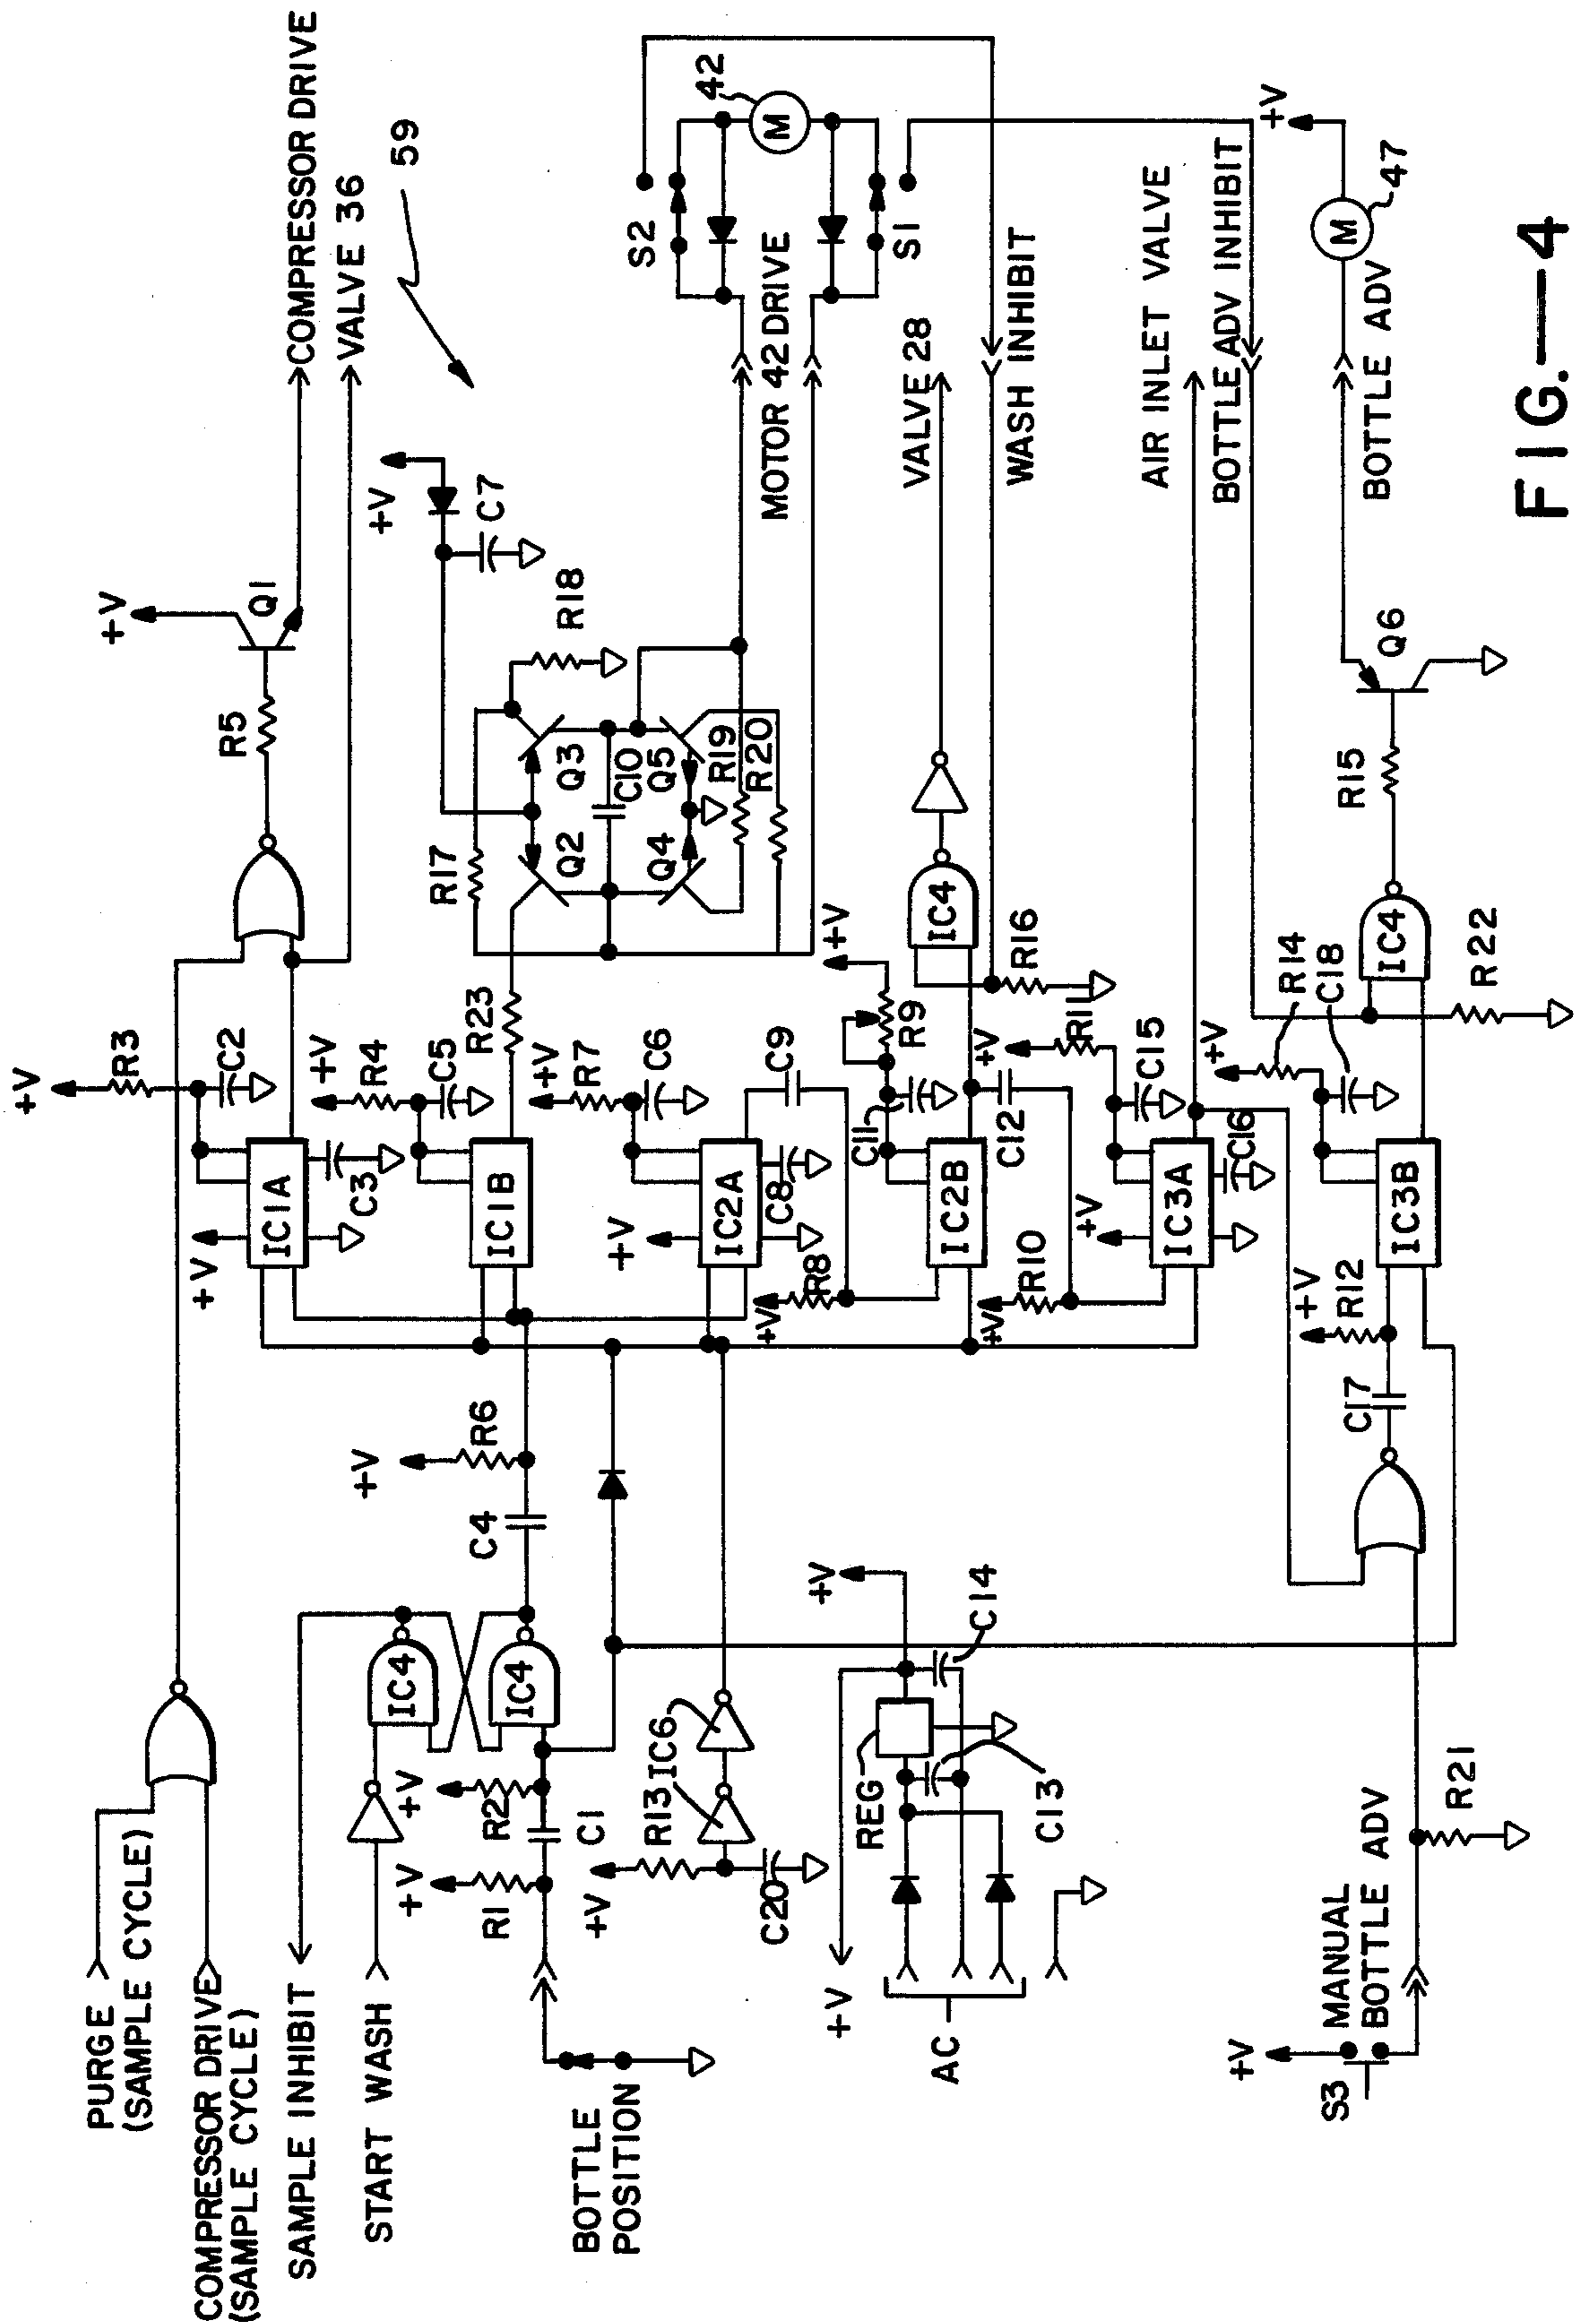 PURGE
(SAMPLE CYCLE)
COMPRESSOR DRIVE
(SAMPLE CYCLE)
SAMPLE INHIBIT
START WASH
BOTTLE
POSITION
+V
R1
C1
+V
R2
IC4
IC4
C4
+V
R6
+V
R13
IC6
C20
+V
AC
REG
C13
C14
+V
+V
S3
MANUAL
BOTTLE ADV
R21
C17
+V
R12
+V
R3
C2
+V
IC1A
C3
+V
R4
C5
IC1B
R23
+V
R7
C6
+V
IC2A
C8
C9
+V
R8
C11
IC2B
R9
+V
C12
+V
R10
+V
R11
C15
+V
IC3A
C16
+V
R14
C18
IC3B
IC4
R22
IC4
R16
R5
+V
Q1
COMPRESSOR DRIVE
VALVE 36
59
R17
Q2
Q3
C10
Q4
Q5
R19
R20
R18
+V
C7
MOTOR 42 DRIVE
S2
42
M
S1
VALVE 28
WASH INHIBIT
AIR INLET VALVE
BOTTLE ADV INHIBIT
R15
Q6
BOTTLE ADV
M
47
+V
FIG.—4